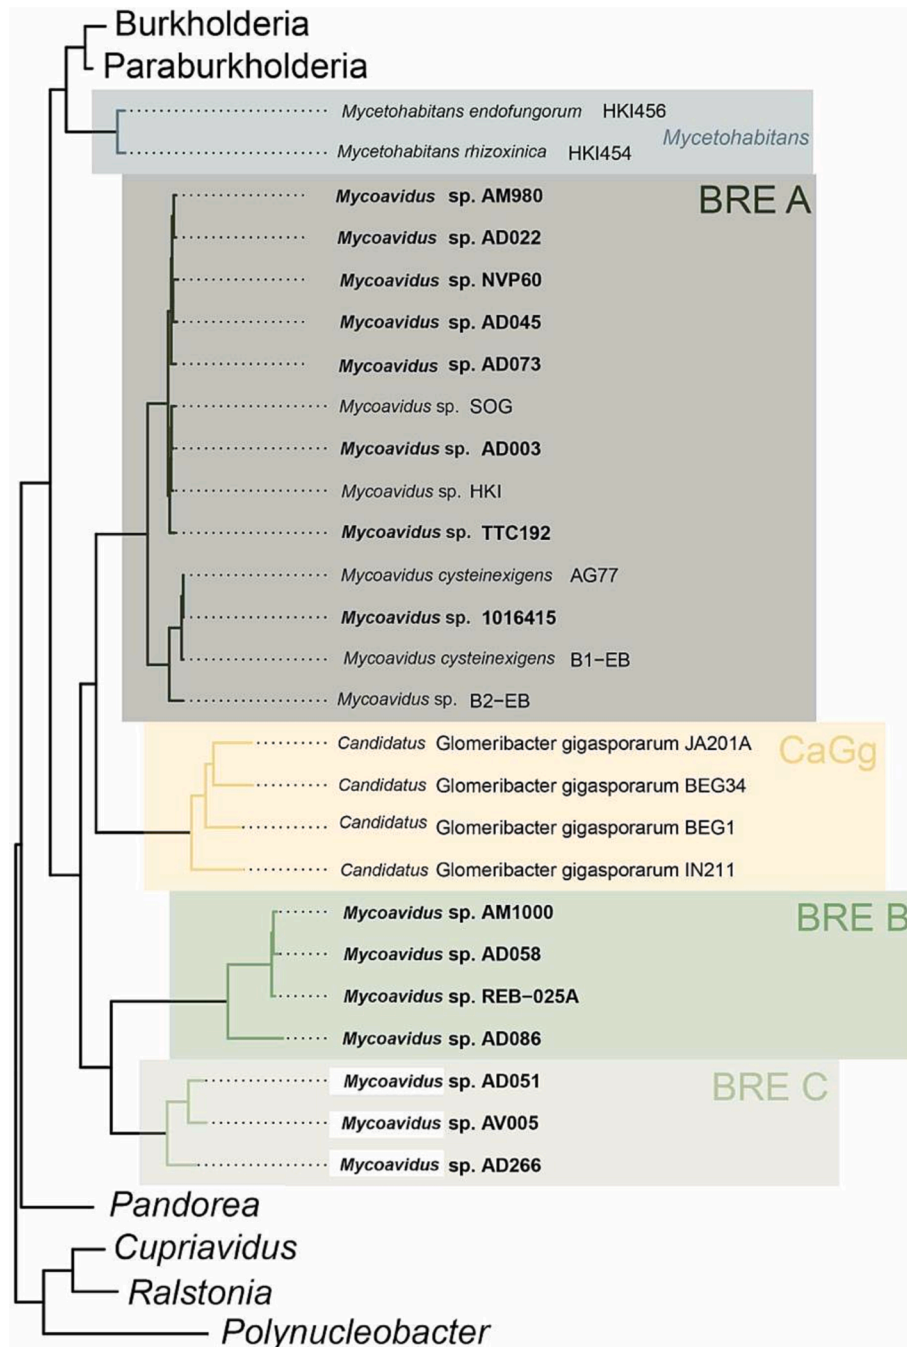 Burkholderia
Paraburkholderia
Mycetohabitans endofungorum HKI456
Mycetohabitans
Mycetohabitans rhizoxinica HKI454
Mycoavidus sp. AM980
BRE A
Mycoavidus sp. AD022
Mycoavidus sp. NVP60
Mycoavidus sp. AD045
Mycoavidus sp. AD073
Mycoavidus sp. SOG
Mycoavidus sp. AD003
Mycoavidus sp. HKI
Mycoavidus sp. TTC192
Mycoavidus cysteinexigens AG77
Mycoavidus sp. 1016415
Mycoavidus cysteinexigens B1−EB
Mycoavidus sp. B2−EB
Candidatus Glomeribacter gigasporarum JA201A
CaGg
Candidatus Glomeribacter gigasporarum BEG34
Candidatus Glomeribacter gigasporarum BEG1
Candidatus Glomeribacter gigasporarum IN211
Mycoavidus sp. AM1000
BRE B
Mycoavidus sp. AD058
Mycoavidus sp. REB−025A
Mycoavidus sp. AD086
Mycoavidus sp. AD051
BRE C
Mycoavidus sp. AV005
Mycoavidus sp. AD266
Pandorea
Cupriavidus
Ralstonia
Polynucleobacter